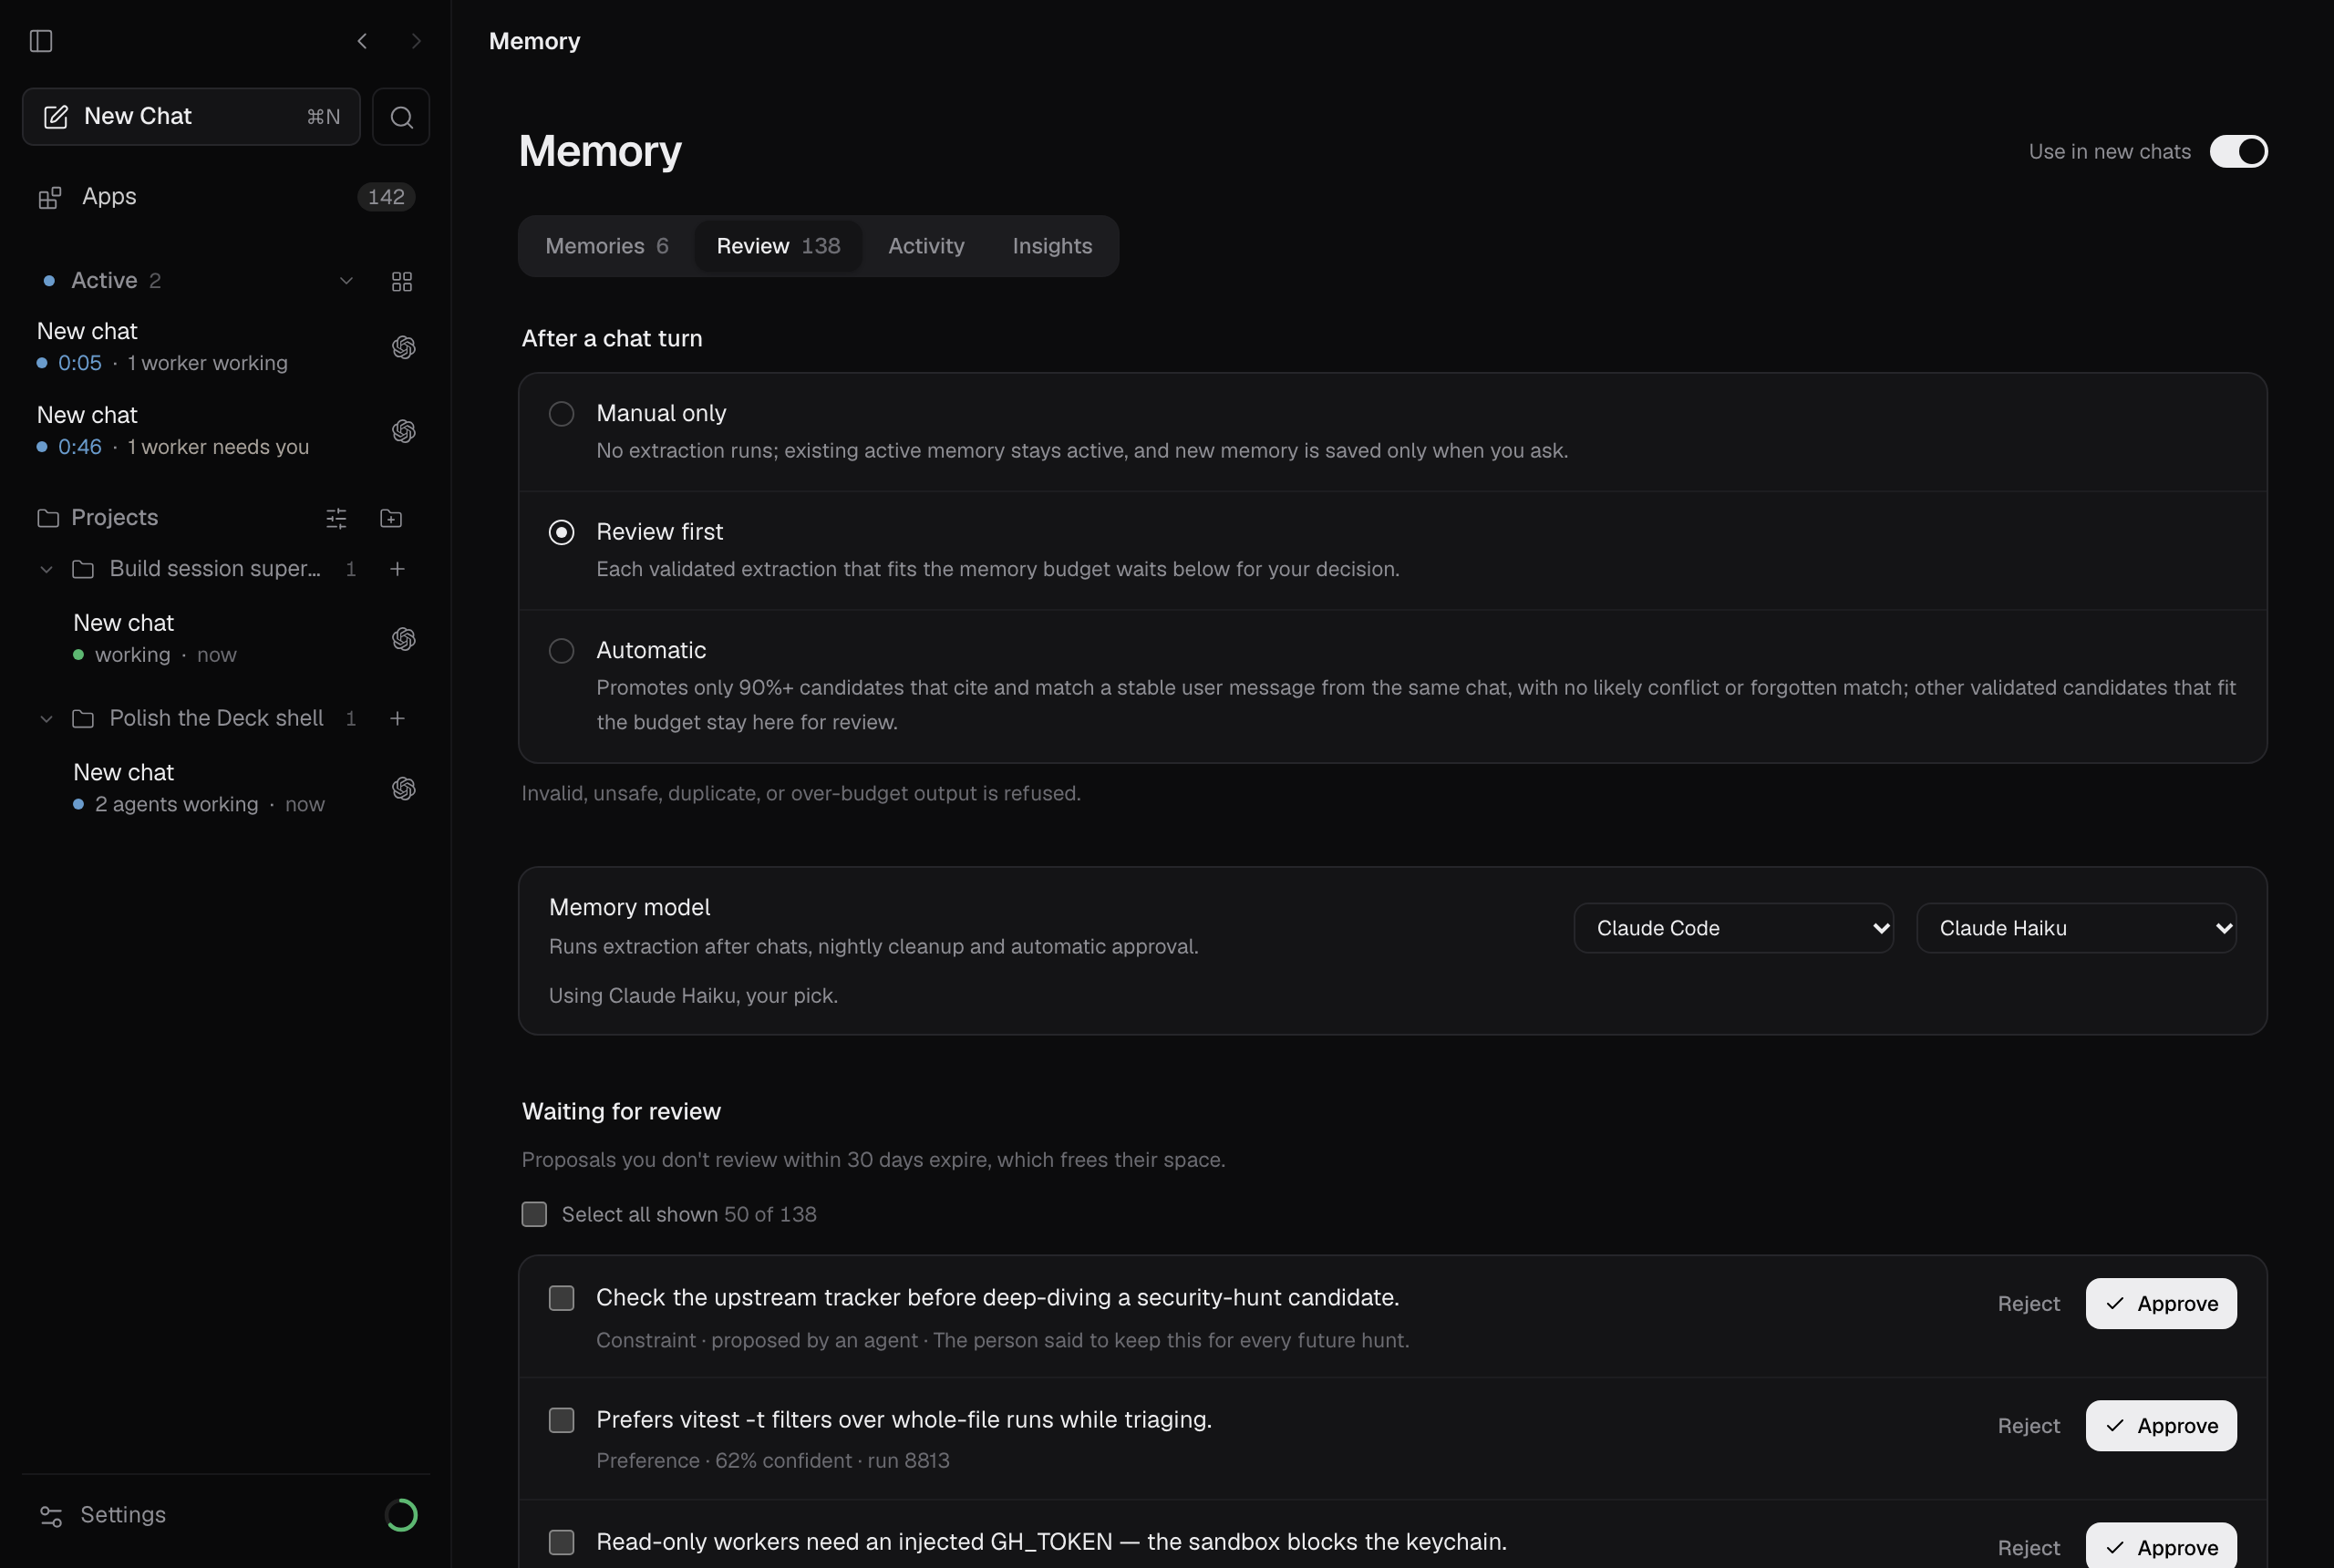 Memory
New Chat ⌘N
Apps 142
Active 2
New chat
0:05 · 1 worker working
New chat
0:46 · 1 worker needs you
Projects
Build session super... 1
New chat
working · now
Polish the Deck shell 1
New chat
2 agents working · now
Settings
Memory
Use in new chats
Memories 6 Review 138 Activity Insights
After a chat turn
Manual only
No extraction runs; existing active memory stays active, and new memory is saved only when you ask.
Review first
Each validated extraction that fits the memory budget waits below for your decision.
Automatic
Promotes only 90%+ candidates that cite and match a stable user message from the same chat, with no likely conflict or forgotten match; other validated candidates that fit
the budget stay here for review.
Invalid, unsafe, duplicate, or over-budget output is refused.
Memory model
Runs extraction after chats, nightly cleanup and automatic approval.
Claude Code Claude Haiku
Using Claude Haiku, your pick.
Waiting for review
Proposals you don't review within 30 days expire, which frees their space.
Select all shown 50 of 138
Check the upstream tracker before deep-diving a security-hunt candidate.
Constraint · proposed by an agent · The person said to keep this for every future hunt.
Reject Approve
Prefers vitest -t filters over whole-file runs while triaging.
Preference · 62% confident · run 8813
Reject Approve
Read-only workers need an injected GH_TOKEN — the sandbox blocks the keychain.
Reject Approve